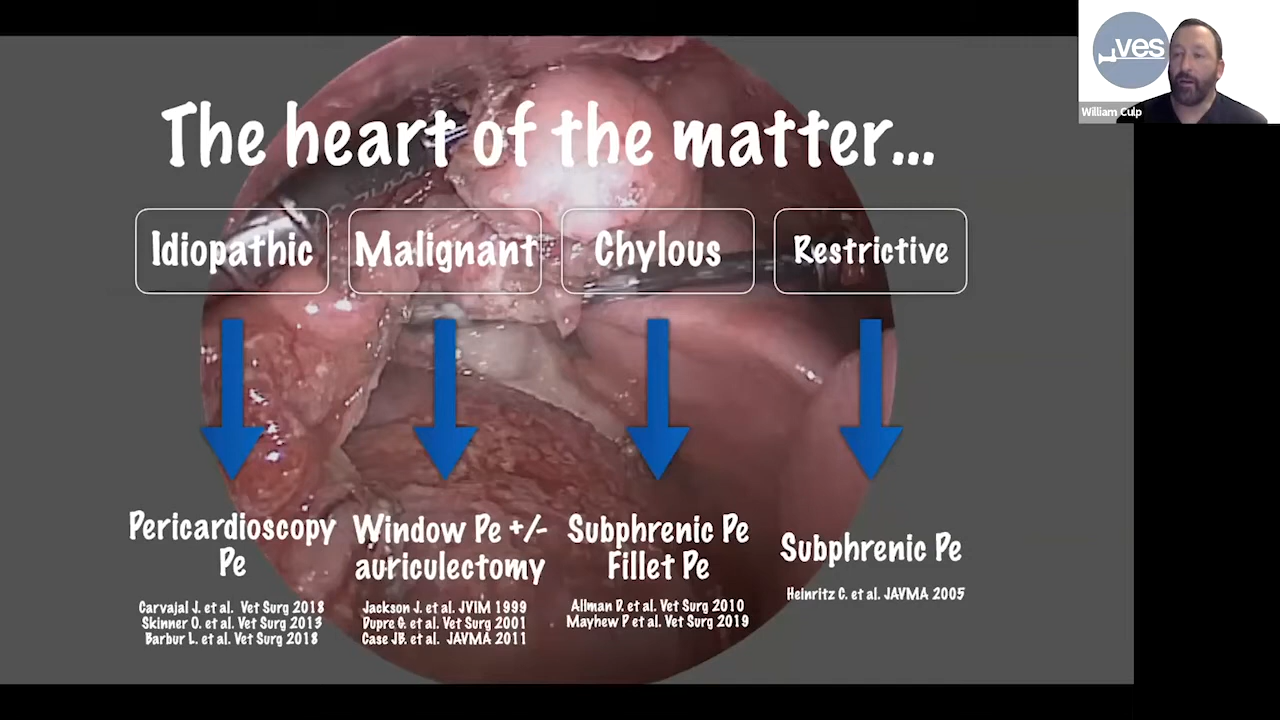 The heart of the matter...
Idiopathic
Malignant
Chylous
Restrictive
Pericardioscopy
Pe
Window Pe +/-
auriculectomy
Subphrenic Pe
Fillet Pe
Subphrenic Pe
Carvajal J. et al. Vet Surg 2018
Skinner O. et al. Vet Surg 2013
Barbur L. et al. Vet Surg 2018
Jackson J. et al. JVIM 1999
Dupre G. et al. Vet Surg 2001
Case JB. et al. JAVMA 2011
Allman D. et al. Vet Surg 2010
Mayhew P et al. Vet Surg 2019
Heinritz C. et al. JAVMA 2005
ves
William Culp